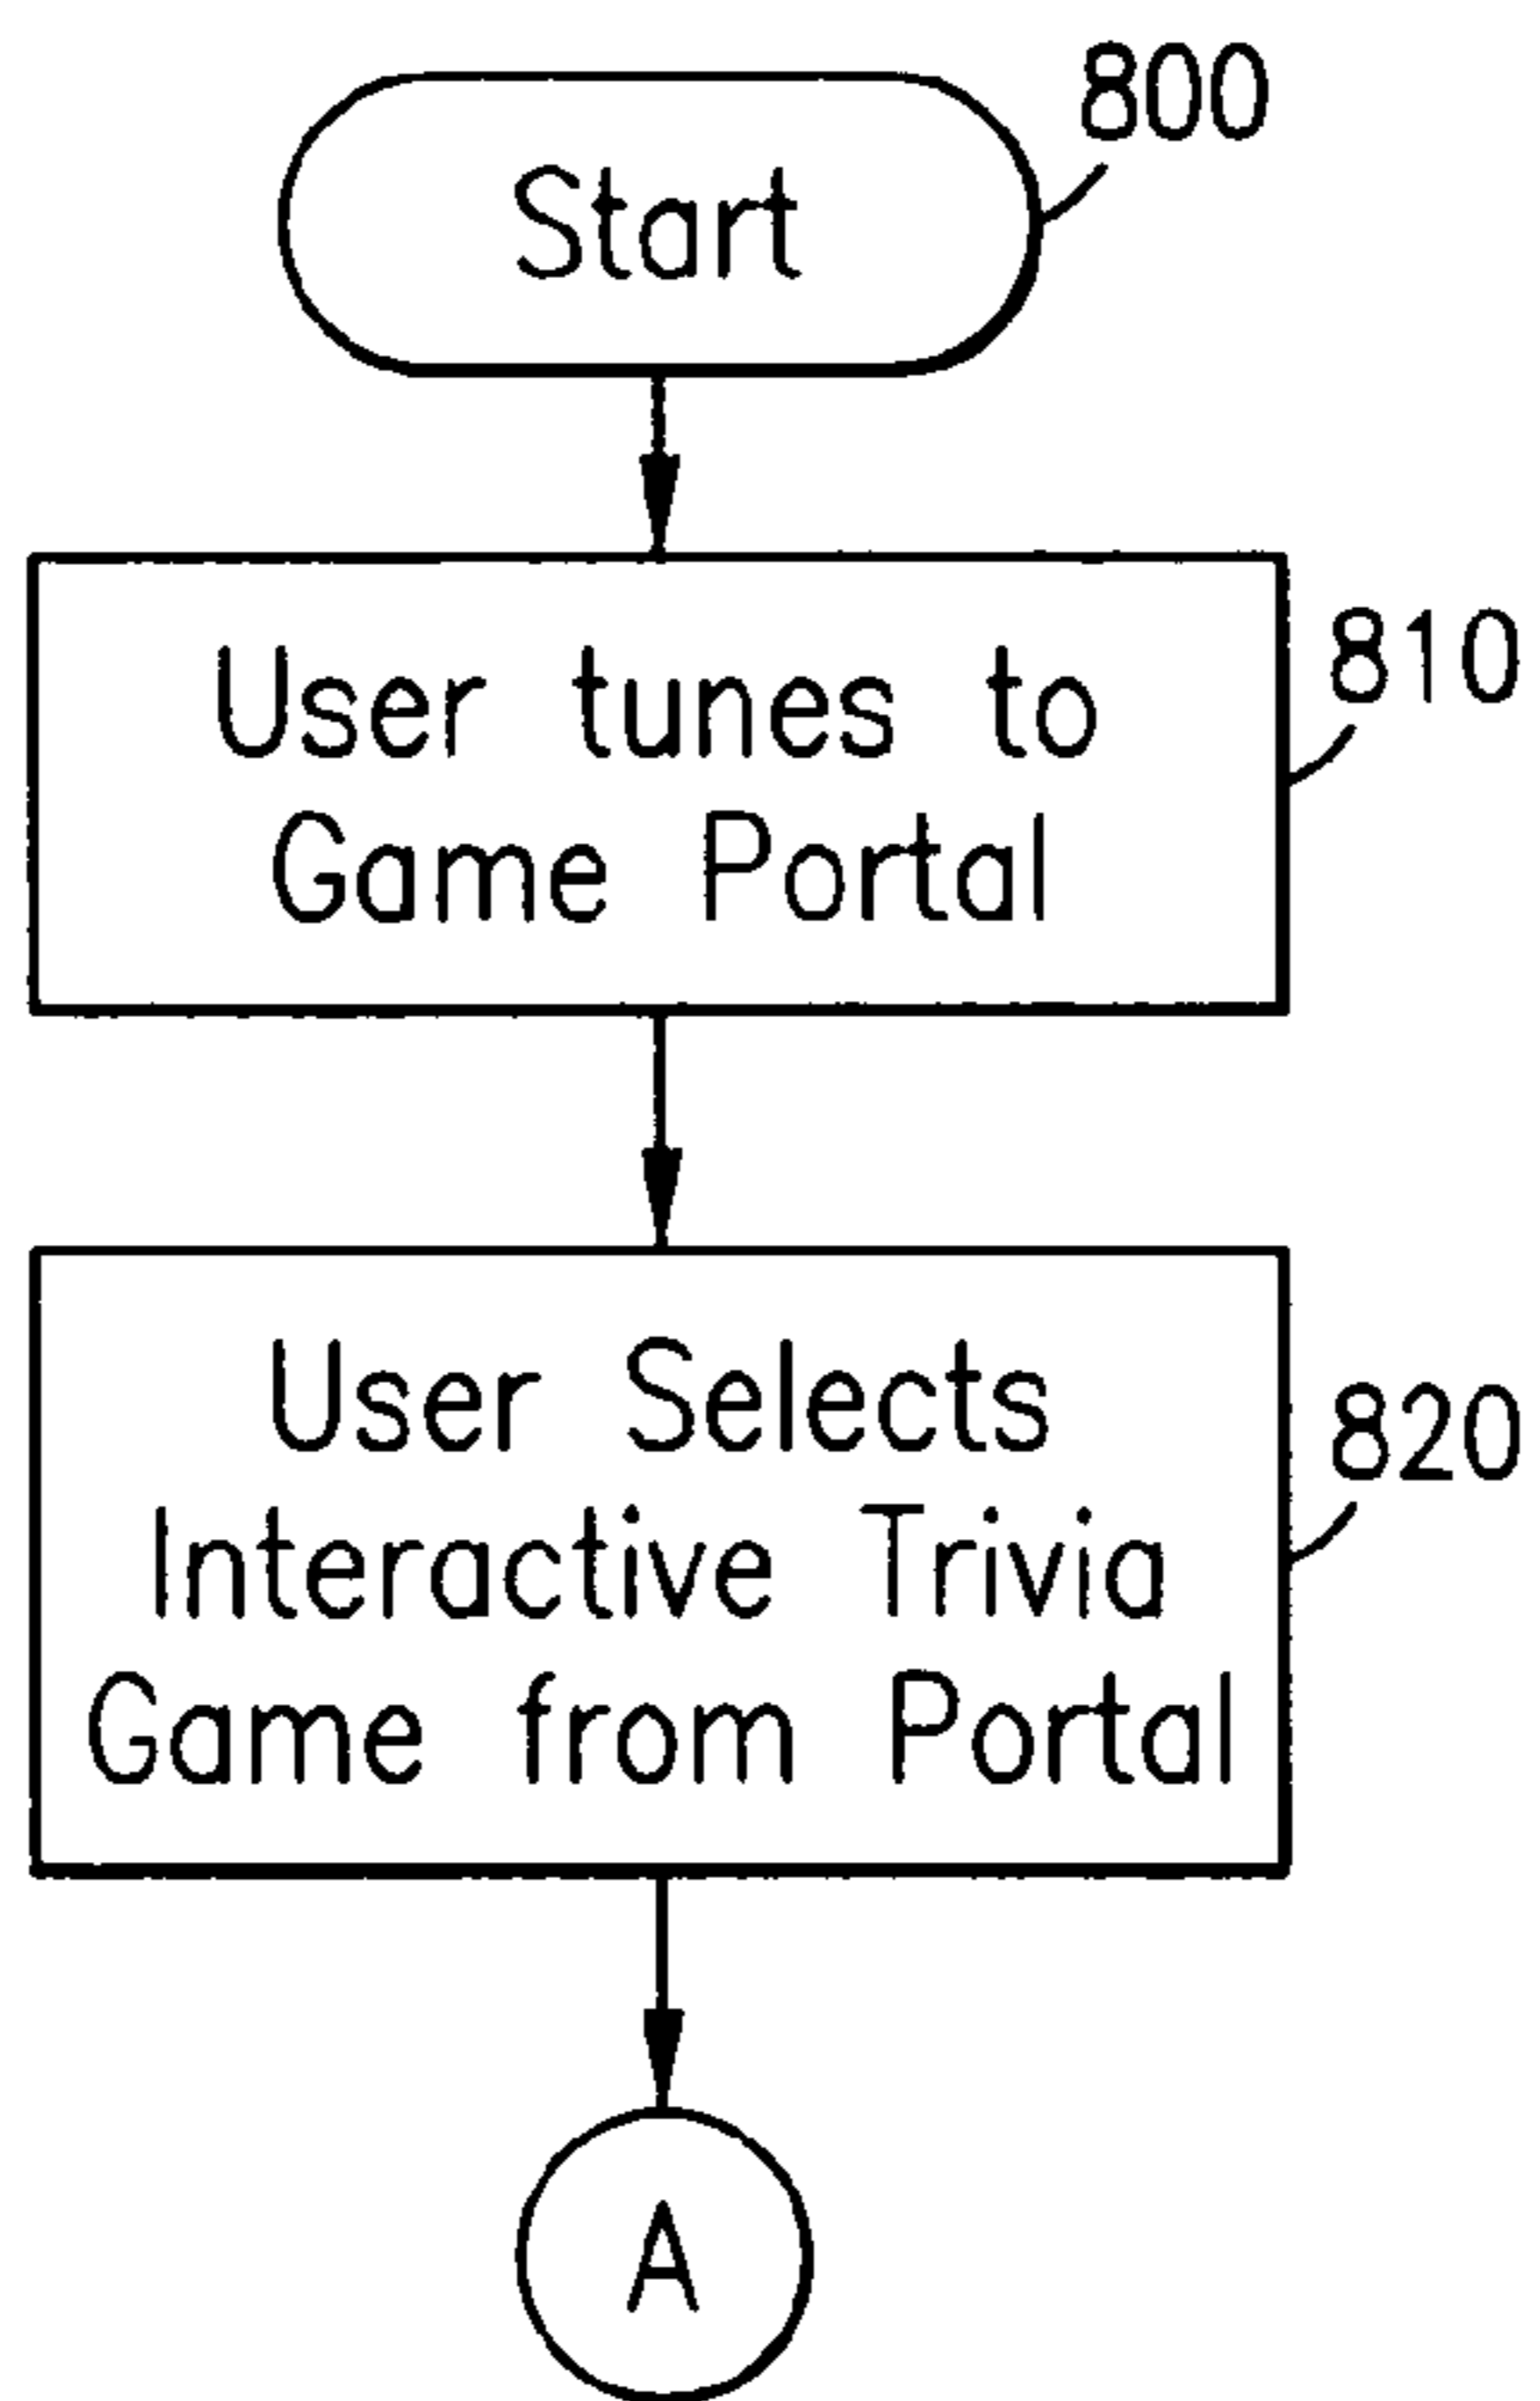 800
Start
810
User tunes to
Game Portal
820
User Selects
Interactive Trivia
Game from Portal
A